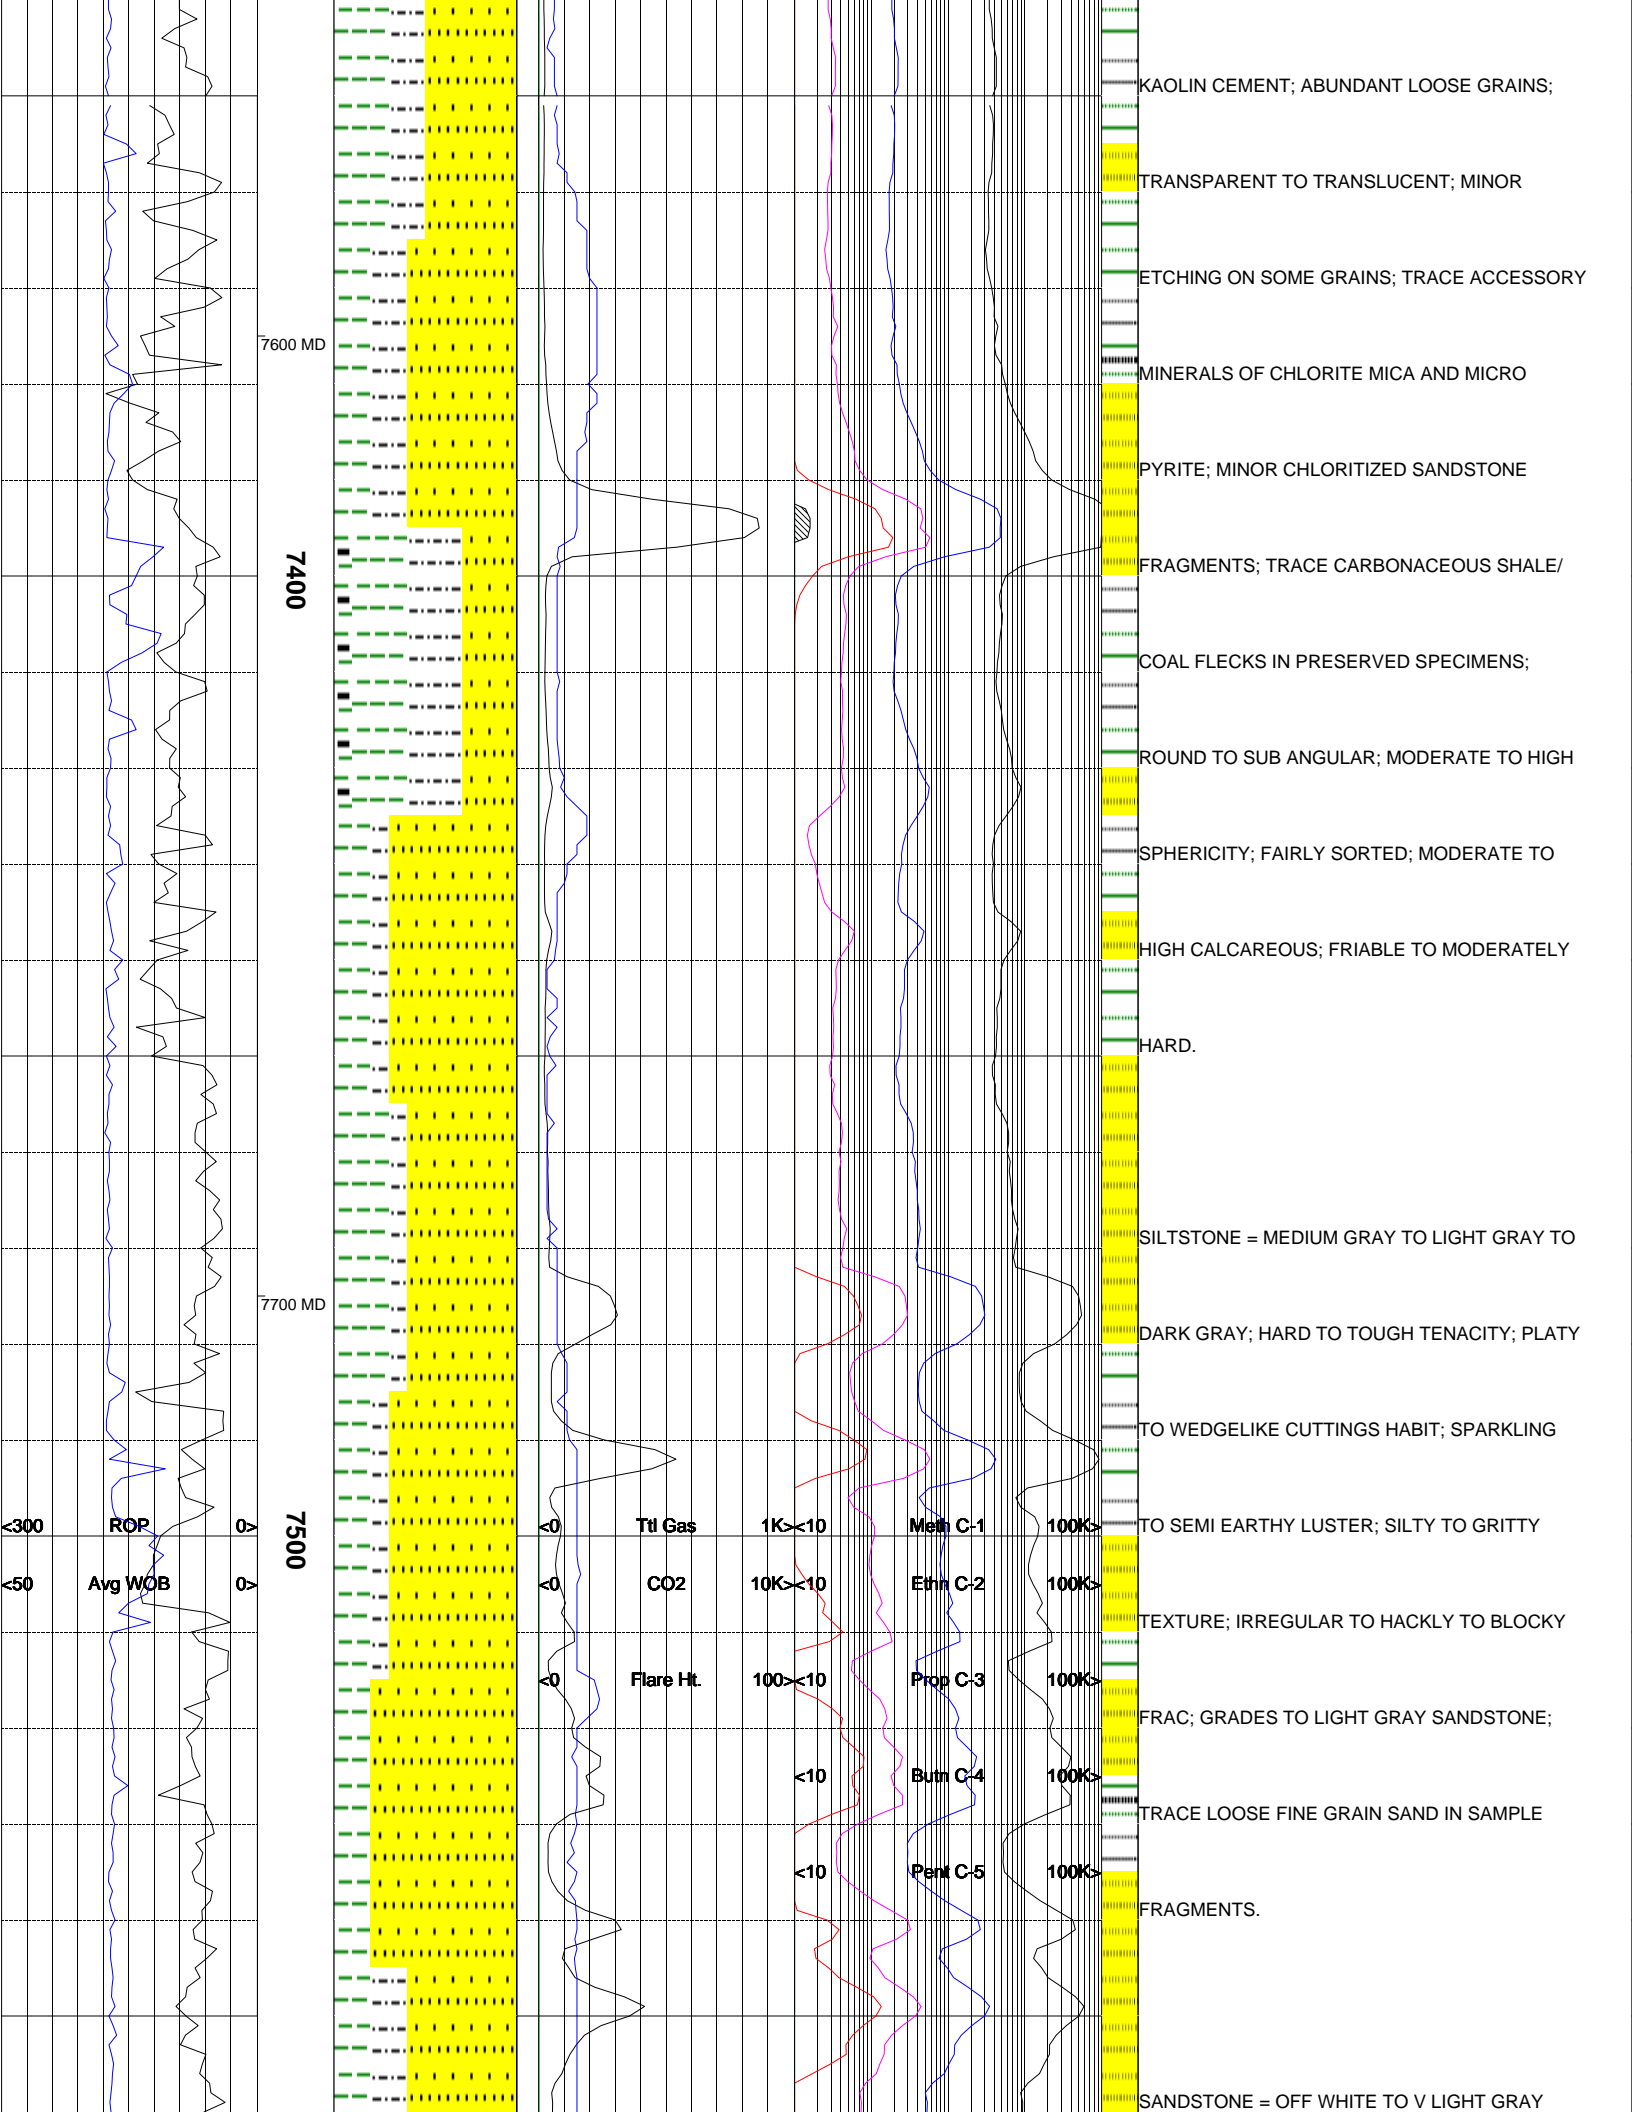 KAOLIN CEMENT; ABUNDANT LOOSE GRAINS;
TRANSPARENT TO TRANSLUCENT; MINOR
ETCHING ON SOME GRAINS; TRACE ACCESSORY
7600 MD
MINERALS OF CHLORITE MICA AND MICRO
PYRITE; MINOR CHLORITIZED SANDSTONE
7400
FRAGMENTS; TRACE CARBONACEOUS SHALE/
COAL FLECKS IN PRESERVED SPECIMENS;
ROUND TO SUB ANGULAR; MODERATE TO HIGH
SPHERICITY; FAIRLY SORTED; MODERATE TO
HIGH CALCAREOUS; FRIABLE TO MODERATELY
HARD.
SILTSTONE = MEDIUM GRAY TO LIGHT GRAY TO
7700 MD
DARK GRAY; HARD TO TOUGH TENACITY; PLATY
TO WEDGELIKE CUTTINGS HABIT; SPARKLING
<300 ROP 0> 7500 <0 Ttl Gas 1K> <10 Meth C-1 100K> TO SEMI EARTHY LUSTER; SILTY TO GRITTY
<50 Avg WOB 0> <0 CO2 10K> <10 Ethn C-2 100K>
TEXTURE; IRREGULAR TO HACKLY TO BLOCKY
<0 Flare Ht. 100> <10 Prop C-3 100K>
FRAC; GRADES TO LIGHT GRAY SANDSTONE;
<10 Butn C-4 100K>
TRACE LOOSE FINE GRAIN SAND IN SAMPLE
<10 Pent C-5 100K>
FRAGMENTS.
SANDSTONE = OFF WHITE TO V LIGHT GRAY